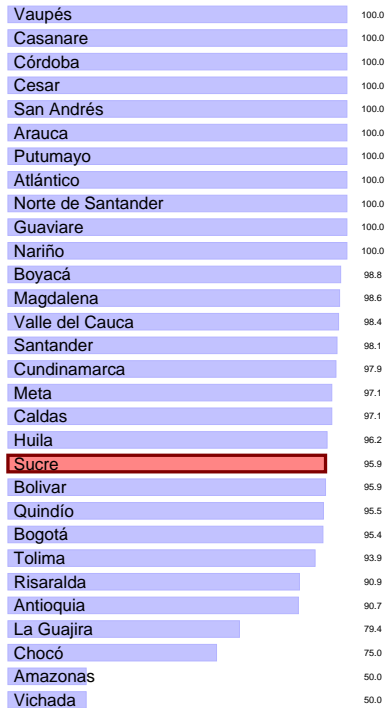 Vaupés 100.0
Casanare 100.0
Córdoba 100.0
Cesar 100.0
San Andrés 100.0
Arauca 100.0
Putumayo 100.0
Atlántico 100.0
Norte de Santander 100.0
Guaviare 100.0
Nariño 100.0
Boyacá 98.8
Magdalena 98.6
Valle del Cauca 98.4
Santander 98.1
Cundinamarca 97.9
Meta 97.1
Caldas 97.1
Huila 96.2
Sucre 95.9
Bolivar 95.9
Quindío 95.5
Bogotá 95.4
Tolima 93.9
Risaralda 90.9
Antioquia 90.7
La Guajira 79.4
Chocó 75.0
Amazonas 50.0
Vichada 50.0